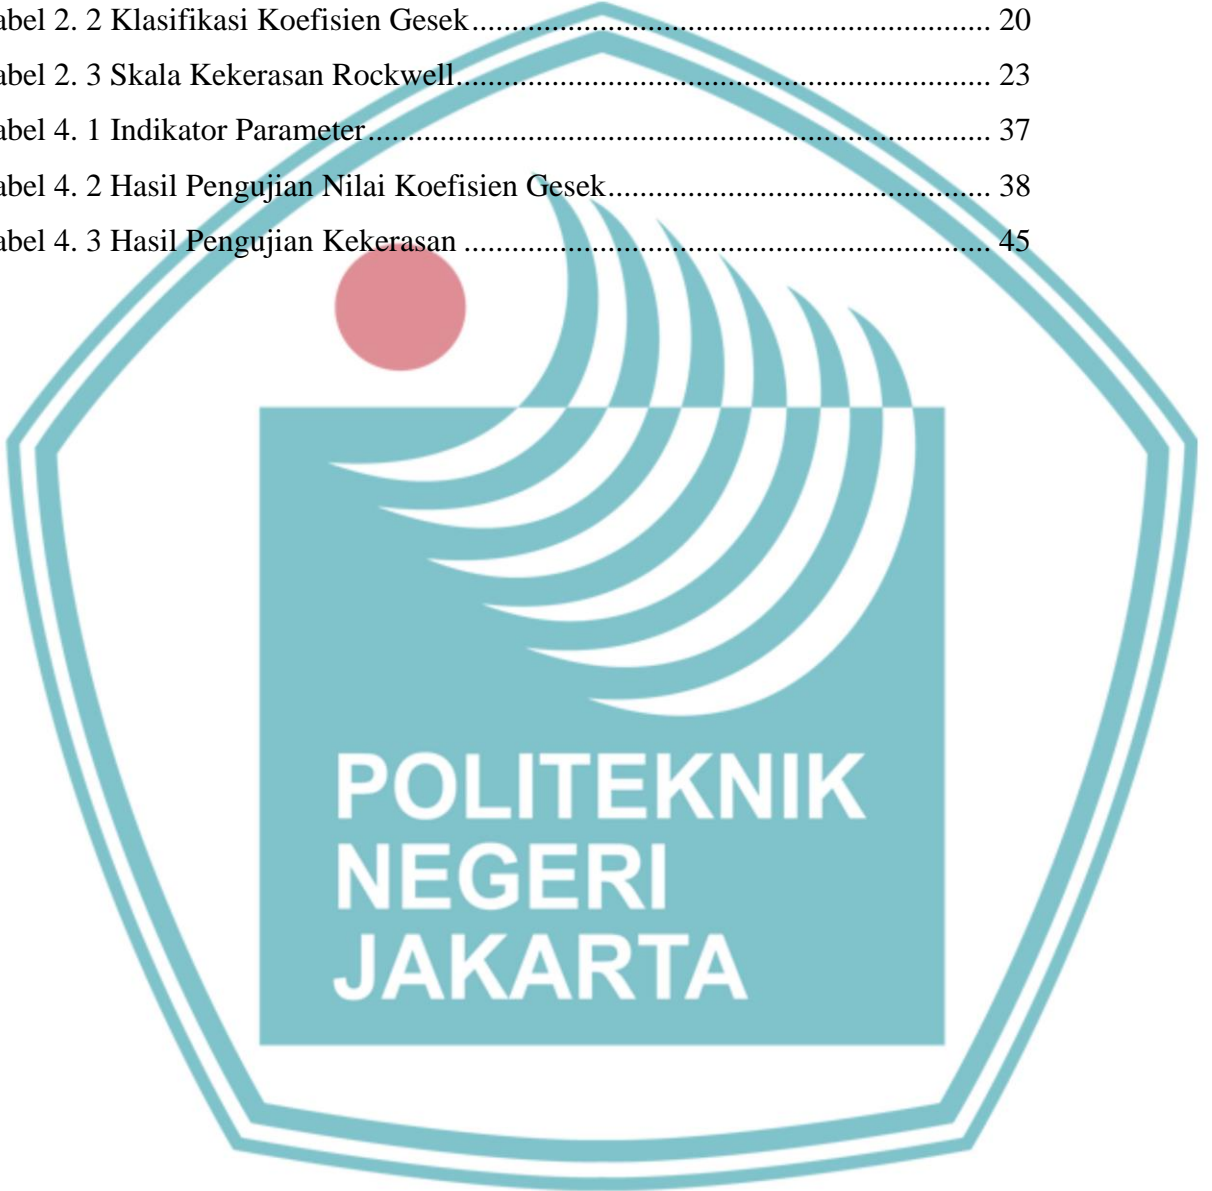 abel 2. 2 Klasifikasi Koefisien Gesek................................................................. 20
abel 2. 3 Skala Kekerasan Rockwell................................................................... 23
abel 4. 1 Indikator Parameter.............................................................................. 37
abel 4. 2 Hasil Pengujian Nilai Koefisien Gesek................................................ 38
abel 4. 3 Hasil Pengujian Kekerasan .................................................................. 45
POLITEKNIK
NEGERI
JAKARTA